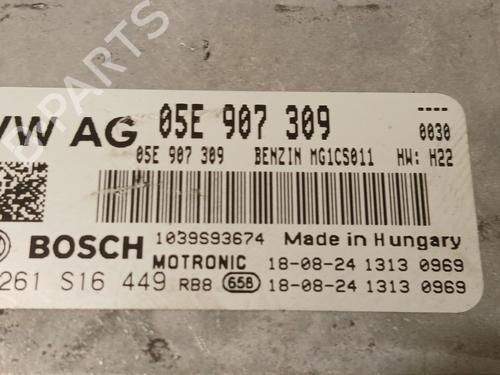 VW AG 05E 907 309
----
0030
05E 907 309 BENZIN MG1CS011 HW: H22
BOSCH 1039S93674 Made in Hungary
MOTRONIC 18-08-24 1313 0969
261 S16 449 RBB 658 18-08-24 1313 0969